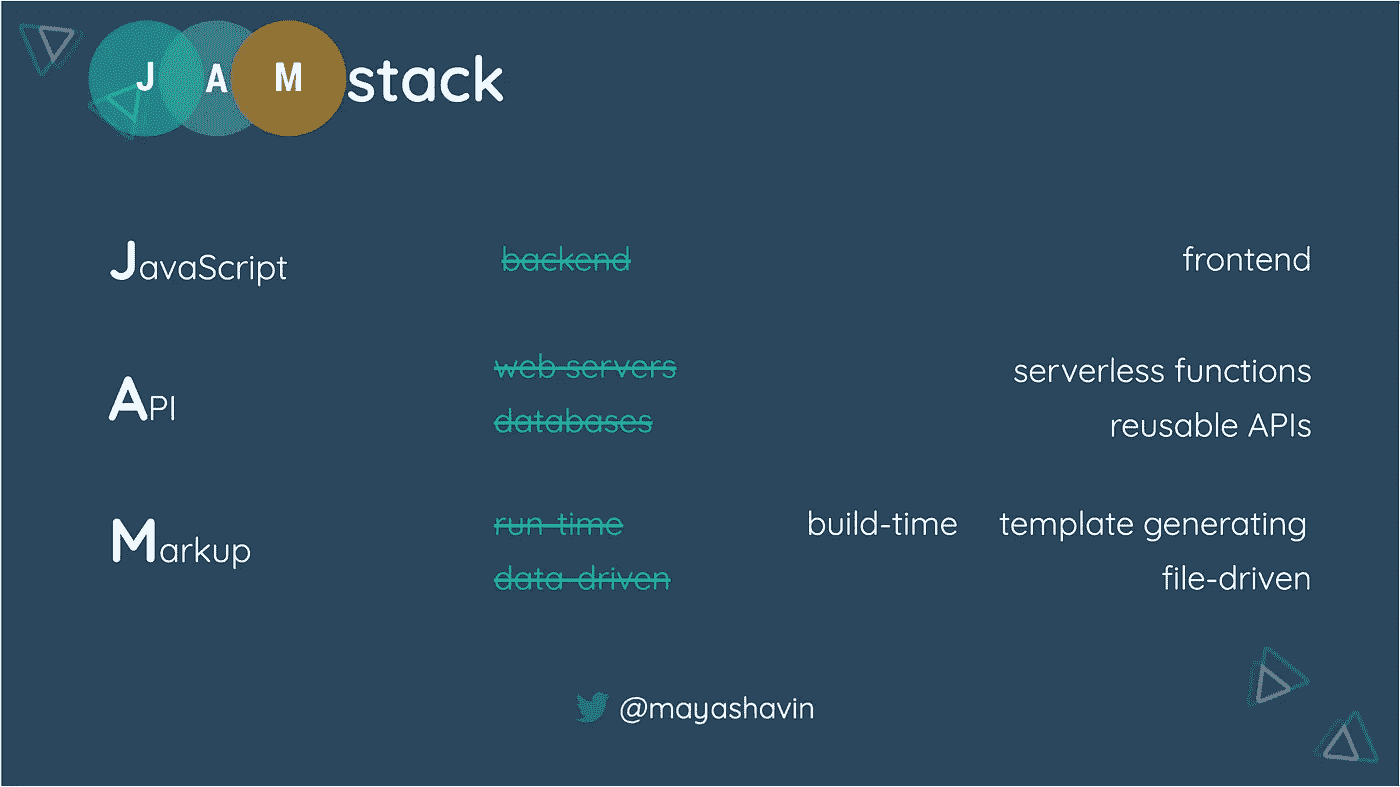 JAM stack
JavaScript backend frontend
API
web servers serverless functions
databases reusable APIs
Markup
run-time build-time template generating
data-driven file-driven
@mayashavin